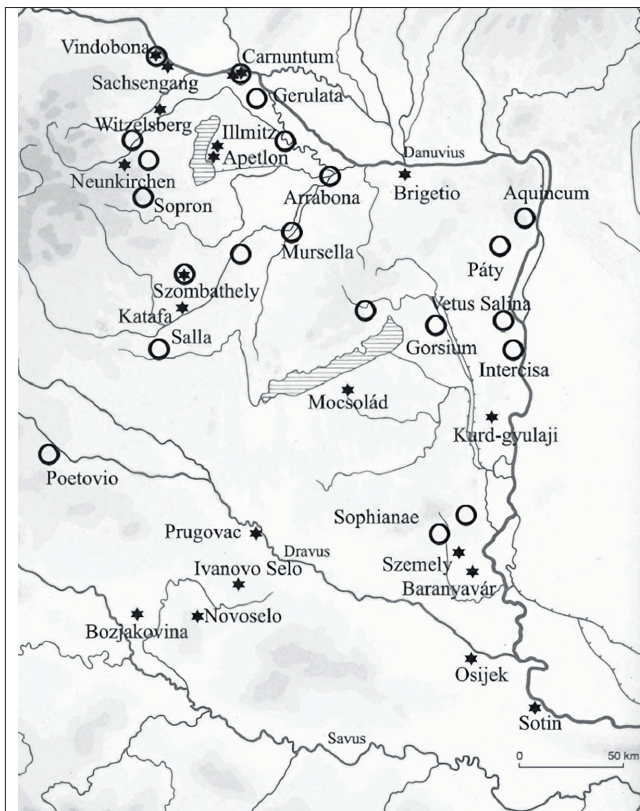 Vindobona
Carnuntum
Sachsengang
Gerulata
Witzelsberg
Illmitz
Danuvius
Apetlon
Neunkirchen
Brigetio
Aquincum
Arrabona
Sopron
Mursella
Páty
Szombathely
Katafa
Vetus Salina
Salla
Gorsium
Intercisa
Mocsolád
Kurd-gyulaji
Poetovio
Sophianae
Prugovac
Dravus
Szemely
Ivanovo Selo
Baranyavár
Bozjakovina
Novoselo
Osijek
Sotin
Savus
0 50 km